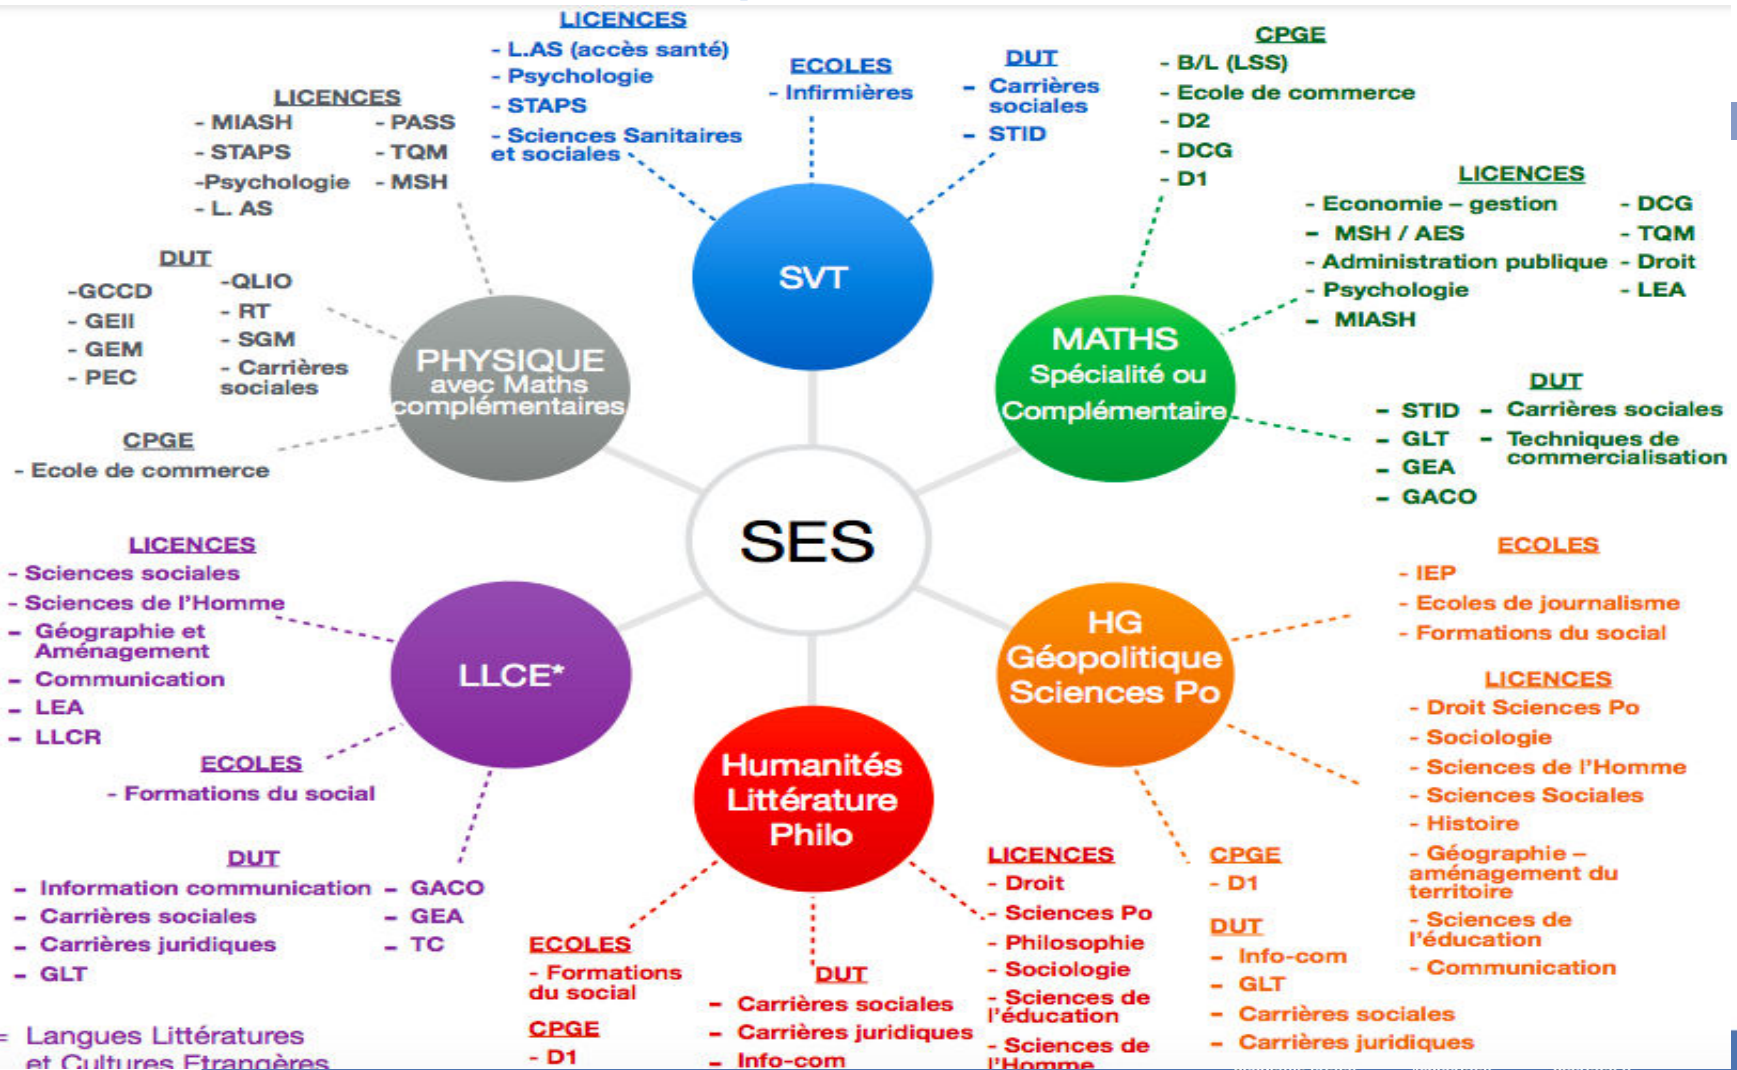 LICENCES
- L.AS (accès santé)
- Psychologie
- STAPS
- Sciences Sanitaires
et sociales
ECOLES
- Infirmières
DUT
- Carrières
sociales
- STID
SVT
CPGE
- B/L (LSS)
- Ecole de commerce
- D2
- DCG
- D1
LICENCES
- Economie – gestion
- MSH / AES
- Administration publique
- Psychologie
- MIASH
- DCG
- TQM
- Droit
- LEA
DUT
- STID
- GLT
- GEA
- GACO
- Carrières sociales
- Techniques de
commercialisation
MATHS
Spécialité ou
Complémentaire
LICENCES
- MIASH
- STAPS
-Psychologie
- L. AS
- PASS
- TQM
- MSH
DUT
-GCCD
- GEII
- GEM
- PEC
-QLIO
- RT
- SGM
- Carrières
sociales
CPGE
- Ecole de commerce
PHYSIQUE
avec Maths
complémentaires
SES
LICENCES
- Sciences sociales
- Sciences de l'Homme
- Géographie et
Aménagement
- Communication
- LEA
- LLCR
ECOLES
- Formations du social
DUT
- Information communication
- Carrières sociales
- Carrières juridiques
- GLT
- GACO
- GEA
- TC
LLCE*
= Langues Littératures
et Cultures Etrangères
HG
Géopolitique
Sciences Po
ECOLES
- IEP
- Ecoles de journalisme
- Formations du social
LICENCES
- Droit Sciences Po
- Sociologie
- Sciences de l'Homme
- Sciences Sociales
- Histoire
- Géographie –
aménagement du
territoire
- Sciences de
l'éducation
- Communication
CPGE
- D1
DUT
- Info-com
- GLT
- Carrières sociales
- Carrières juridiques
Humanités
Littérature
Philo
ECOLES
- Formations
du social
CPGE
- D1
DUT
- Carrières sociales
- Carrières juridiques
- Info-com
LICENCES
- Droit
- Sciences Po
- Philosophie
- Sociologie
- Sciences de
l'éducation
- Sciences de
l'Homme